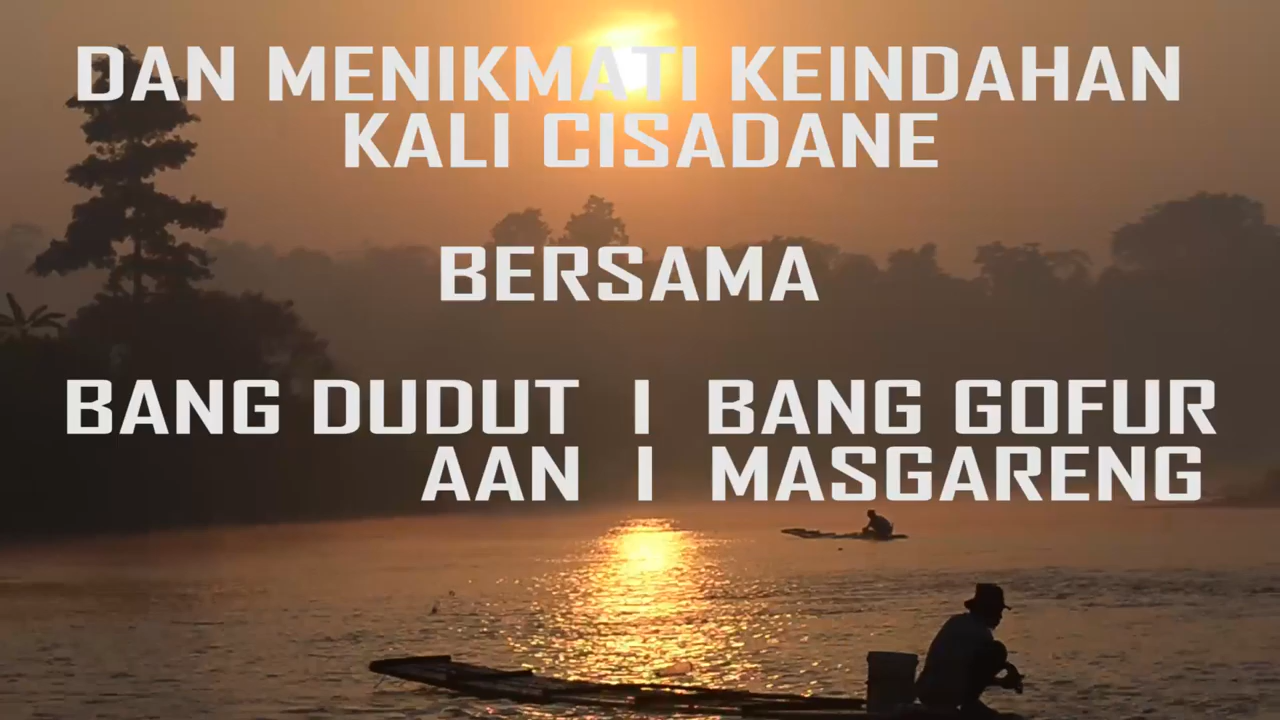 DAN MENIKMATI KEINDAHAN
KALI CISADANE
BERSAMA
BANG DUDUT | BANG GOFUR
AAN | MASGARENG